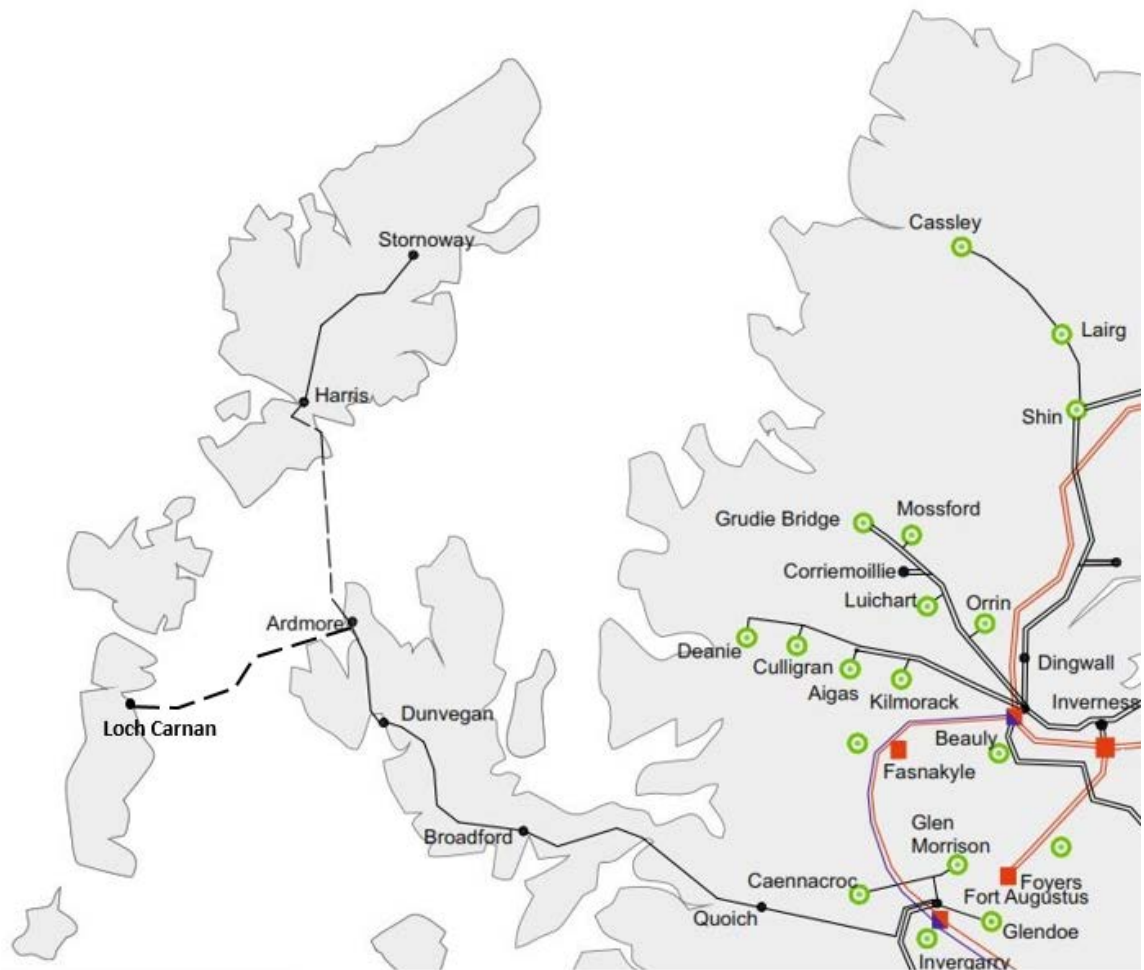 Cassley
Stornoway
Lairg
Harris
Shin
Mossford
Grudie Bridge
Corriemoillie
Luichart
Orrin
Ardmore
Deanie
Culligran
Dingwall
Aigas
Kilmorack
Inverness
Loch Carnan
Dunvegan
Beauly
Fasnakyle
Broadford
Glen
Morrison
Caennacroc
Foyers
Fort Augustus
Quoich
Glendoe
Invergarry